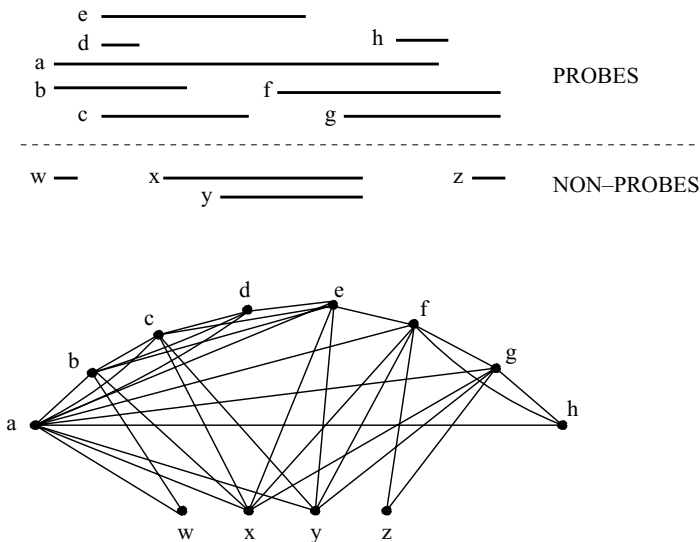 e
d h
a PROBES
b f
c g
w x z NON–PROBES
y
d e
c f
b g
a h
w x y z